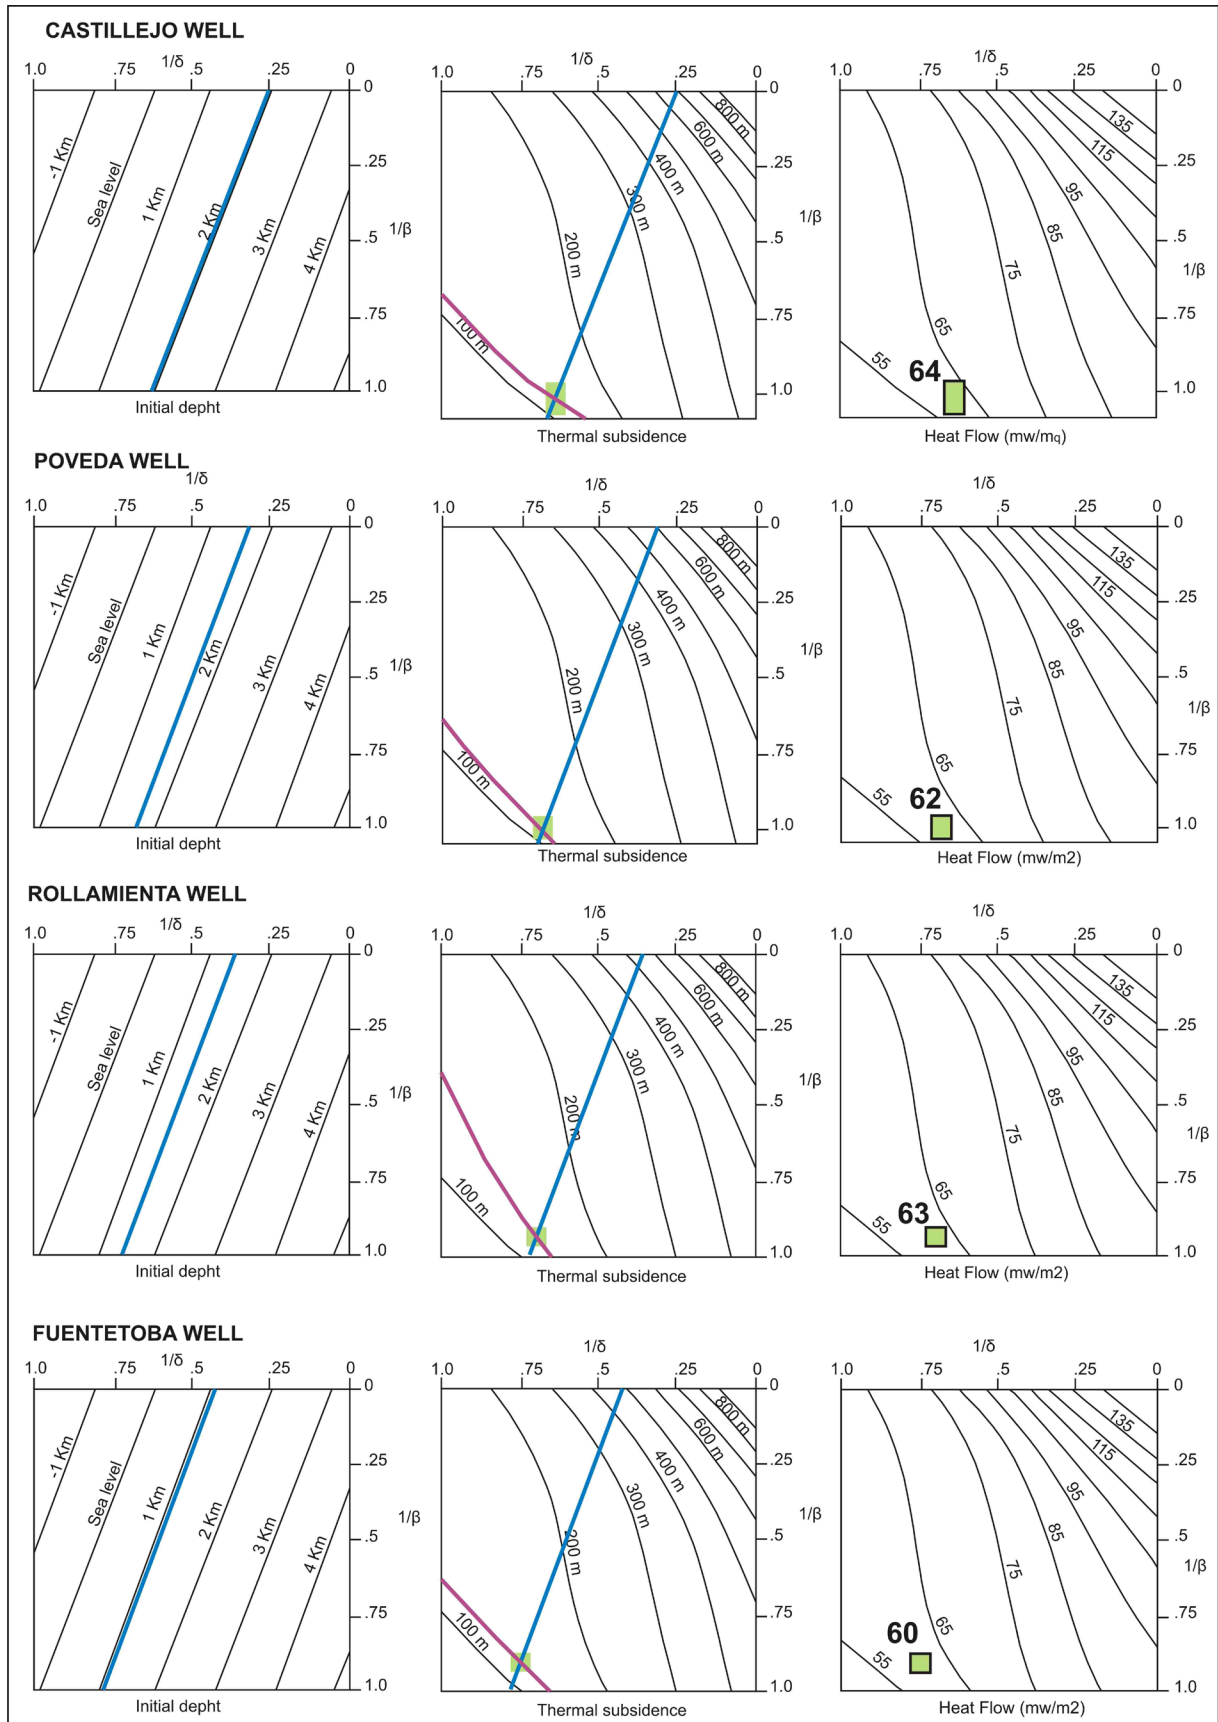 CASTILLEJO WELL
1/δ
1.0 .75 .5 .25 0
0
.25
.5
.75
1.0
1/β
-1 Km
Sea level
1 Km
2 Km
3 Km
4 Km
Initial depht
1/δ
1.0 .75 .5 .25 0
0
.25
.5
.75
1.0
1/β
100 m
200 m
300 m
400 m
600 m
800 m
Thermal subsidence
1/δ
1.0 .75 .5 .25 0
0
.25
.5
.75
1.0
1/β
55
65
75
85
95
115
135
64
Heat Flow (mw/mq)
POVEDA WELL
1/δ
1.0 .75 .5 .25 0
0
.25
.5
.75
1.0
1/β
-1 Km
Sea level
1 Km
2 Km
3 Km
4 Km
Initial depht
1/δ
1.0 .75 .5 .25 0
0
.25
.5
.75
1.0
1/β
100 m
200 m
300 m
400 m
600 m
800 m
Thermal subsidence
1/δ
1.0 .75 .5 .25 0
0
.25
.5
.75
1.0
1/β
55
65
75
85
95
115
135
62
Heat Flow (mw/m2)
ROLLAMIENTA WELL
1/δ
1.0 .75 .5 .25 0
0
.25
.5
.75
1.0
1/β
-1 Km
Sea level
1 Km
2 Km
3 Km
4 Km
Initial depht
1/δ
1.0 .75 .5 .25 0
0
.25
.5
.75
1.0
1/β
100 m
200 m
300 m
400 m
600 m
800 m
Thermal subsidence
1/δ
1.0 .75 .5 .25 0
0
.25
.5
.75
1.0
1/β
55
65
75
85
95
115
135
63
Heat Flow (mw/m2)
FUENTETOBA WELL
1/δ
1.0 .75 .5 .25 0
0
.25
.5
.75
1.0
1/β
-1 Km
Sea level
1 Km
2 Km
3 Km
4 Km
Initial depht
1/δ
1.0 .75 .5 .25 0
0
.25
.5
.75
1.0
1/β
100 m
200 m
300 m
400 m
600 m
800 m
Thermal subsidence
1/δ
1.0 .75 .5 .25 0
0
.25
.5
.75
1.0
1/β
55
65
75
85
95
115
135
60
Heat Flow (mw/m2)